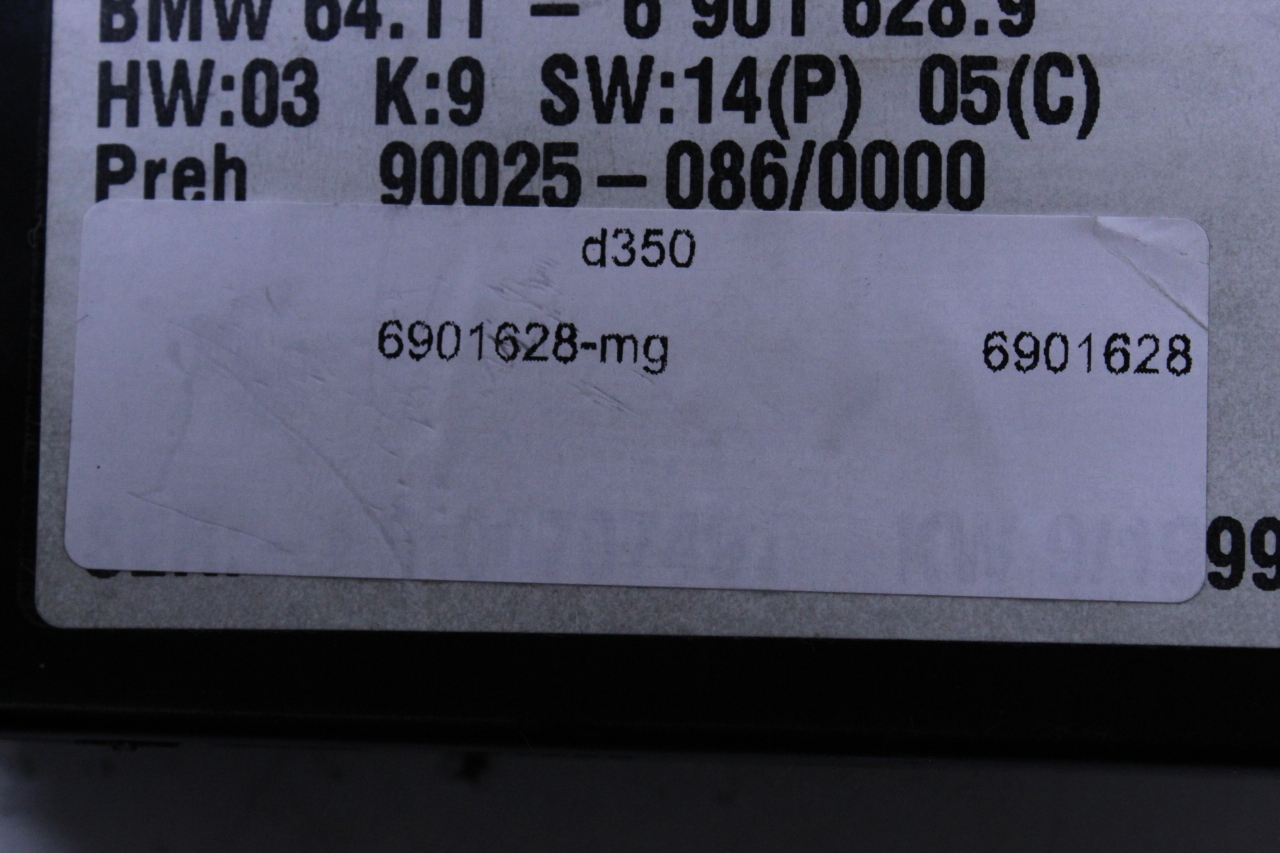 BMW 64.11 – 6 901 628.9
HW:03 K:9 SW:14(P) 05(C)
Preh 90025–086/0000
d350
6901628-mg 6901628
99